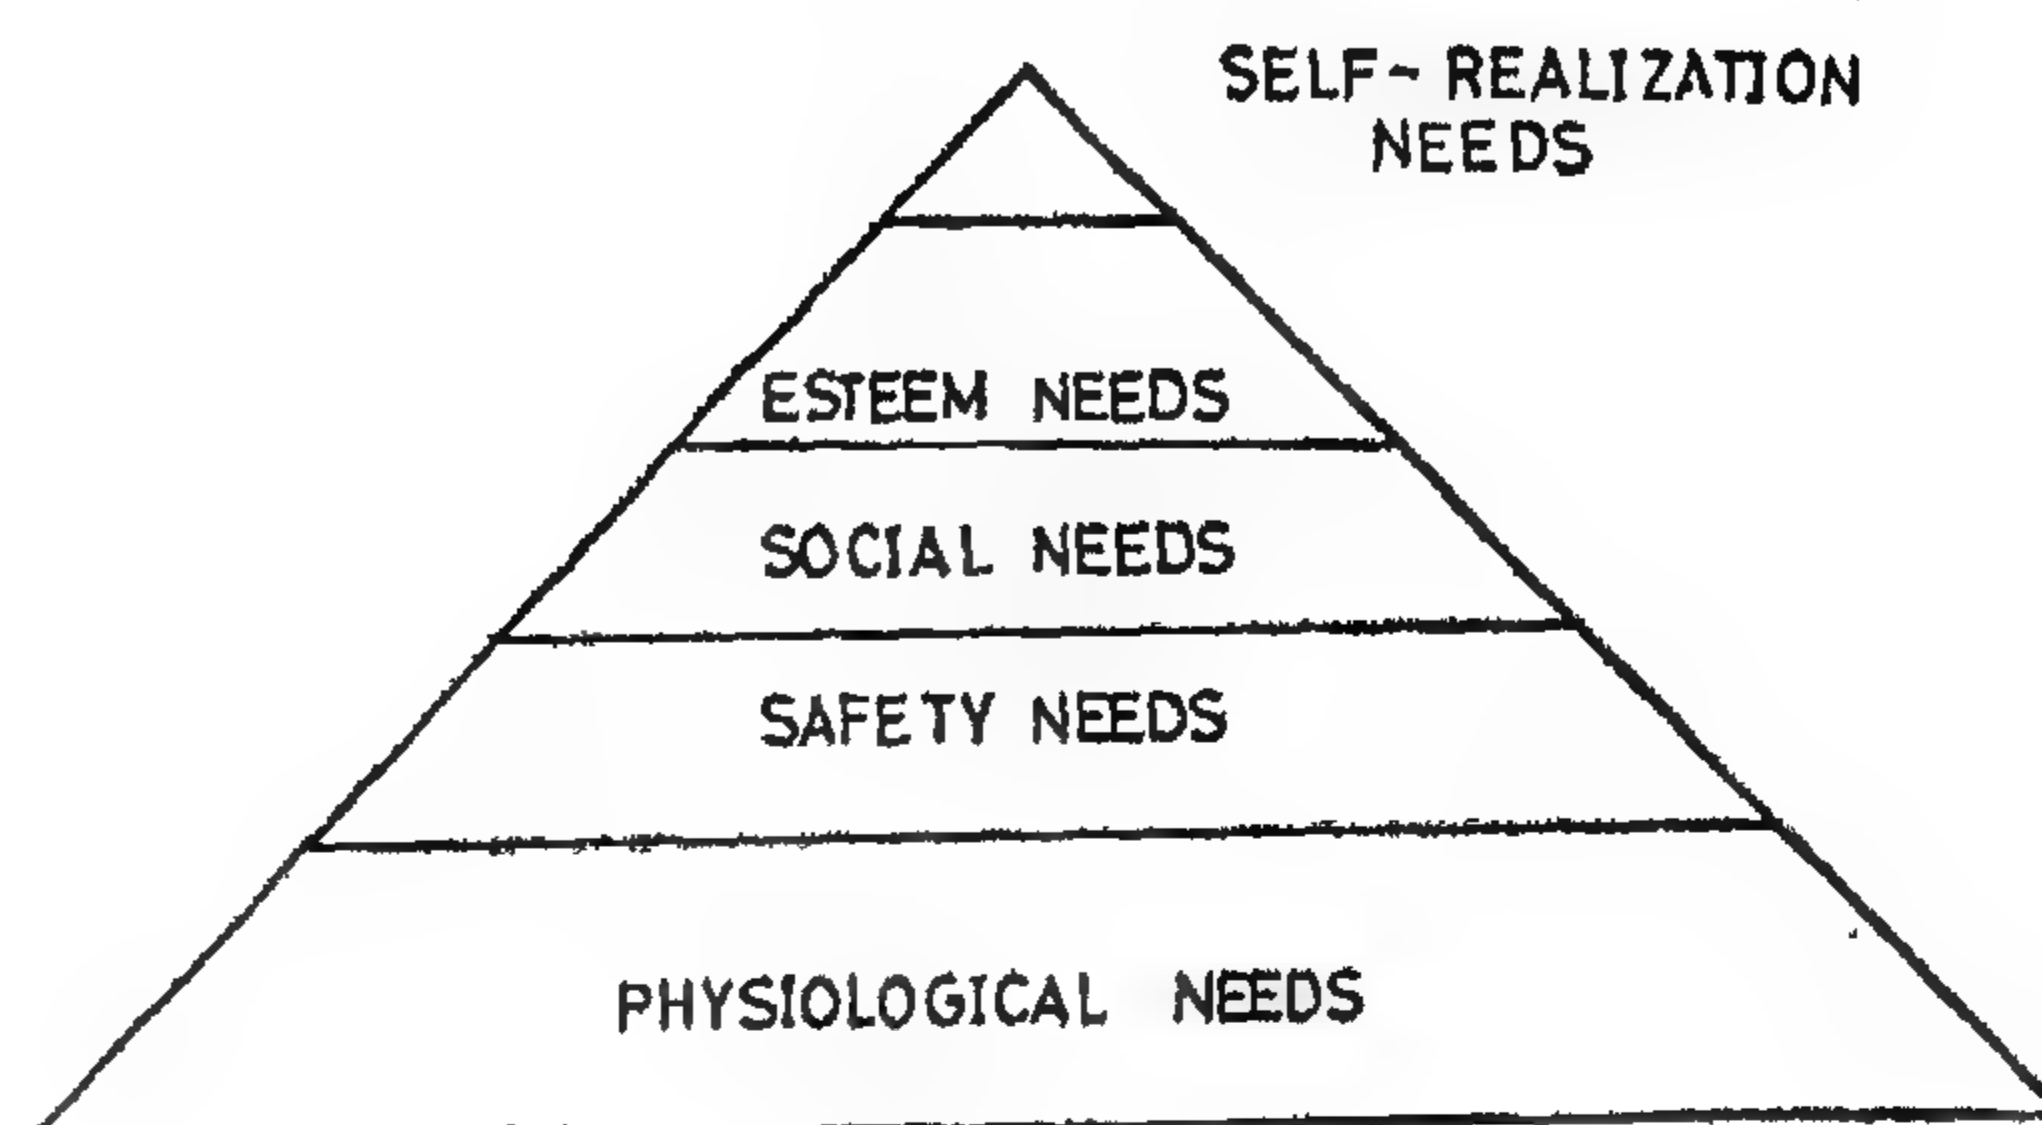 SELF-REALIZATION
NEEDS
ESTEEM NEEDS
SOCIAL NEEDS
SAFETY NEEDS
PHYSIOLOGICAL NEEDS